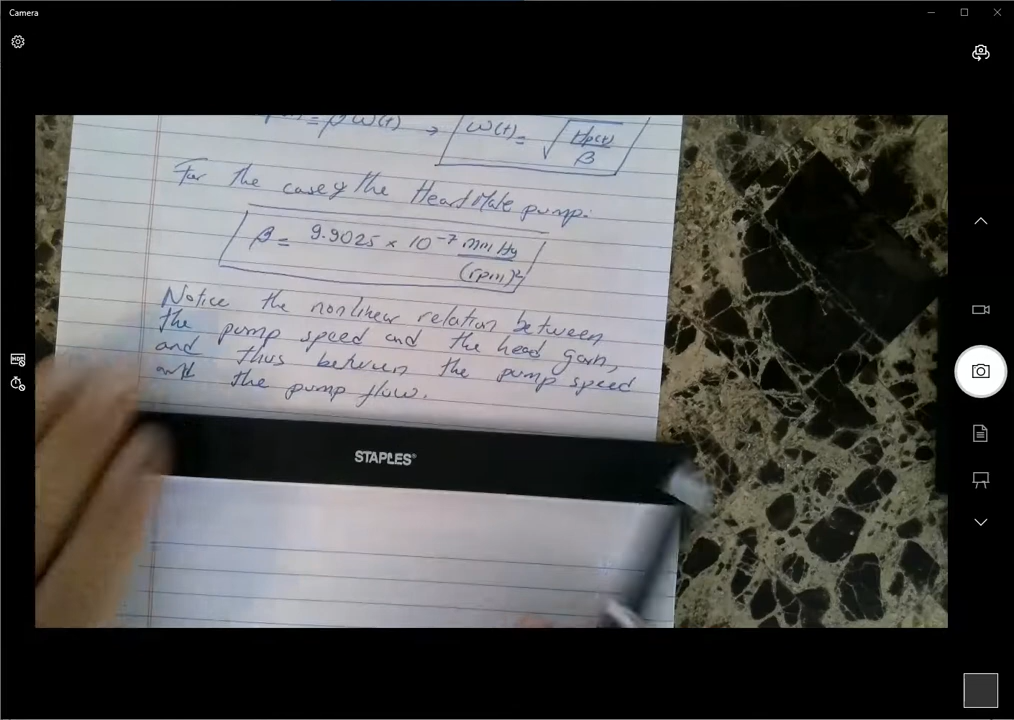 Camera
= β ω(t) → ω(t) = √(Hp(t)/β)
For the case of the HeartMate pump:
β = 9.9025 × 10⁻⁷ mmHg/(rpm)²
Notice the nonlinear relation between
the pump speed and the head gain,
and thus between the pump speed
and the pump flow.
STAPLES